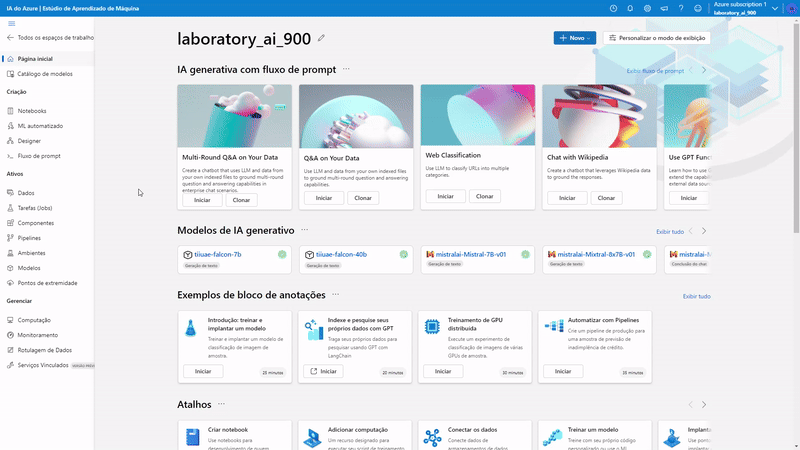 IA do Azure | Estúdio de Aprendizado de Máquina
Azure subscription 1
laboratory_ai_900
Todos os espaços de trabalho
Página inicial
Catálogo de modelos
Criação
Notebooks
ML automatizado
Designer
Fluxo de prompt
Ativos
Dados
Tarefas (Jobs)
Componentes
Pipelines
Ambientes
Modelos
Pontos de extremidade
Gerenciar
Computação
Monitoramento
Rotulagem de Dados
Serviços Vinculados
laboratory_ai_900
Novo
Personalizar o modo de exibição
IA generativa com fluxo de prompt
Exibir fluxo de prompt
Multi-Round Q&A on Your Data
Create a chatbot that uses LLM and data from
your own indexed files to ground multi-round
question and answering capabilities in
enterprise chat scenarios.
Iniciar
Clonar
Q&A on Your Data
Use LLM and data from your own indexed files
to ground question and answering capabilities.
Iniciar
Clonar
Web Classification
Use LLM to classify URLs into multiple
categories.
Iniciar
Clonar
Chat with Wikipedia
Create a chatbot that leverages Wikipedia data
to ground the responses.
Iniciar
Clonar
Use GPT Func
Learn how to use
extend the capabi
external data sour
Iniciar
Modelos de IA generativo
Exibir tudo
tiiuae-falcon-7b
Geração de texto
tiiuae-falcon-40b
Geração de texto
mistralai-Mistral-7B-v01
Geração de texto
mistralai-Mixtral-8x7B-v01
Geração de texto
mistralai-
Conclusão do chat
Exemplos de bloco de anotações
Exibir tudo
Introdução: treinar e
implantar um modelo
Treinar e implantar um modelo de
classificação de imagem de
amostra.
Iniciar
25 minutos
Indexe e pesquise seus
próprios dados com GPT
Traga seus próprios dados para
pesquisar usando GPT com
LangChain
Iniciar
20 minutos
Treinamento de GPU
distribuída
Execute um experimento de
classificação de imagens de várias
GPUs de amostra.
Iniciar
30 minutos
Automatizar com Pipelines
Crie um pipeline de produção para
uma amostra de previsão de
inadimplência de crédito.
Iniciar
30 minutos
Atalhos
Criar notebook
Use notebooks para
desenvolvimento de nuvem
Adicionar computação
Um recurso designado para
executar seu script de treinamento
Conectar os dados
Conecte dados de
armazenamentos de dados
Treinar um modelo
Treine com seu próprio código
personalizado ou use o ML
Implanta
Use pont